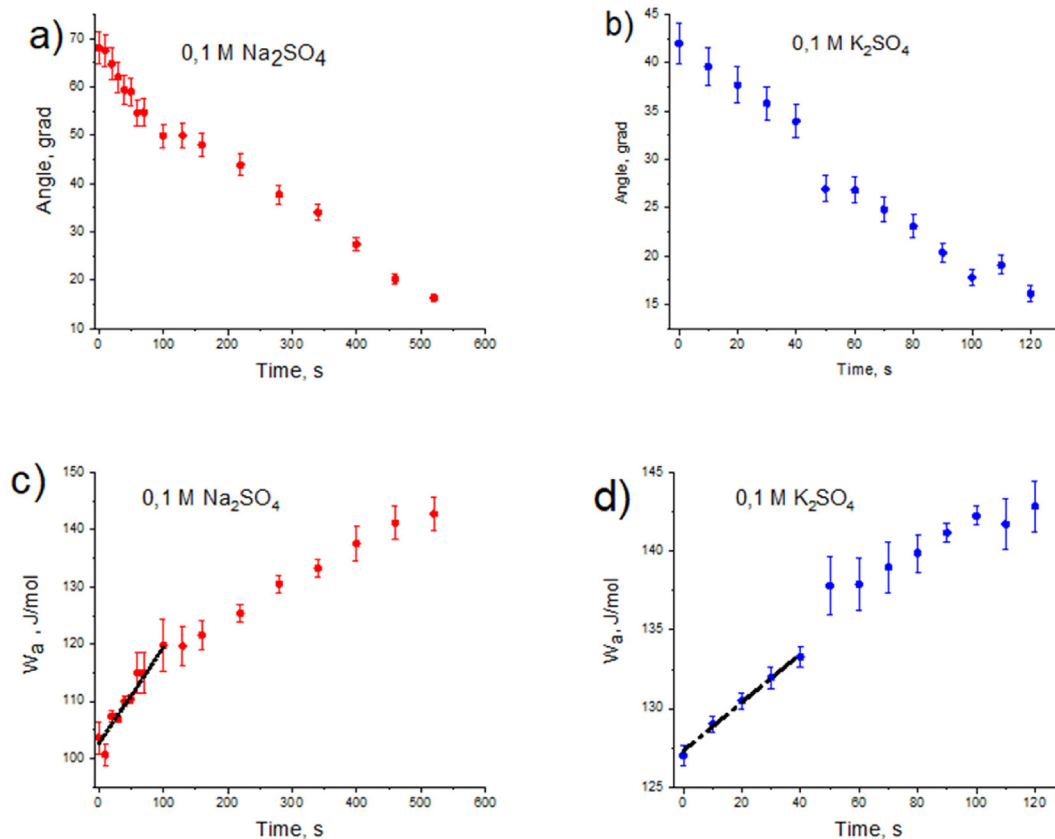 a)
0,1 M Na₂SO₄
Angle, grad
70
60
50
40
30
20
10
0 100 200 300 400 500 600
Time, s
b)
0,1 M K₂SO₄
Angle, grad
45
40
35
30
25
20
15
0 20 40 60 80 100 120
Time, s
c)
0,1 M Na₂SO₄
Wₐ , J/mol
150
140
130
120
110
100
0 100 200 300 400 500 600
Time, s
d)
0,1 M K₂SO₄
Wₐ, J/mol
145
140
135
130
125
0 20 40 60 80 100 120
Time, s